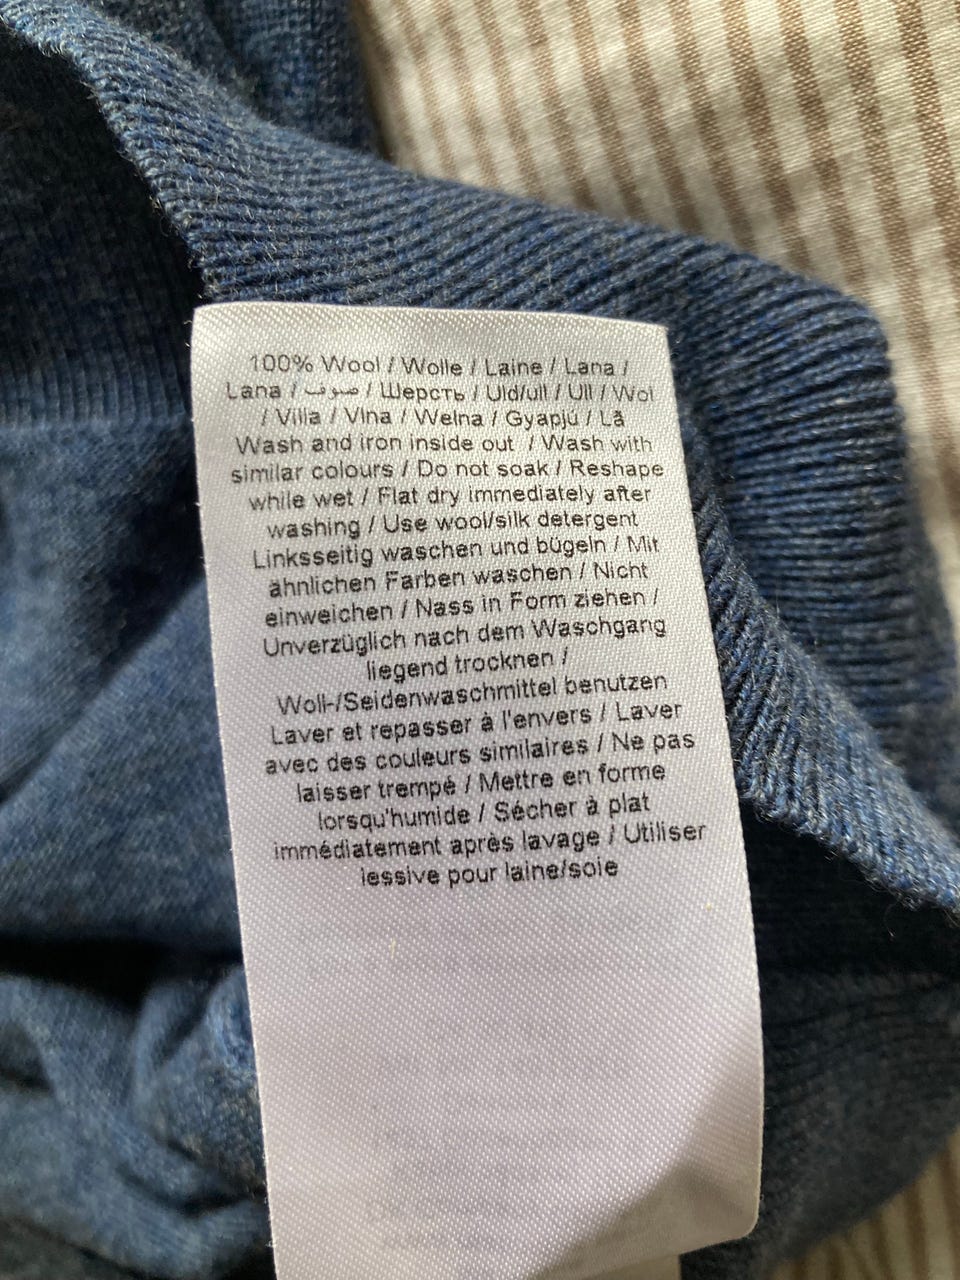 100% Wool / Wolle / Laine / Lana /
Lana / صوف / Шерсть / Uld/ull / Ull / Wol
/ Villa / Vlna / Wełna / Gyapjú / Lã
Wash and iron inside out / Wash with
similar colours / Do not soak / Reshape
while wet / Flat dry immediately after
washing / Use wool/silk detergent
Linksseitig waschen und bügeln / Mit
ähnlichen Farben waschen / Nicht
einweichen / Nass in Form ziehen /
Unverzüglich nach dem Waschgang
liegend trocknen /
Woll-/Seidenwaschmittel benutzen
Laver et repasser à l'envers / Laver
avec des couleurs similaires / Ne pas
laisser trempé / Mettre en forme
lorsqu'humide / Sécher à plat
immédiatement après lavage / Utiliser
lessive pour laine/soie